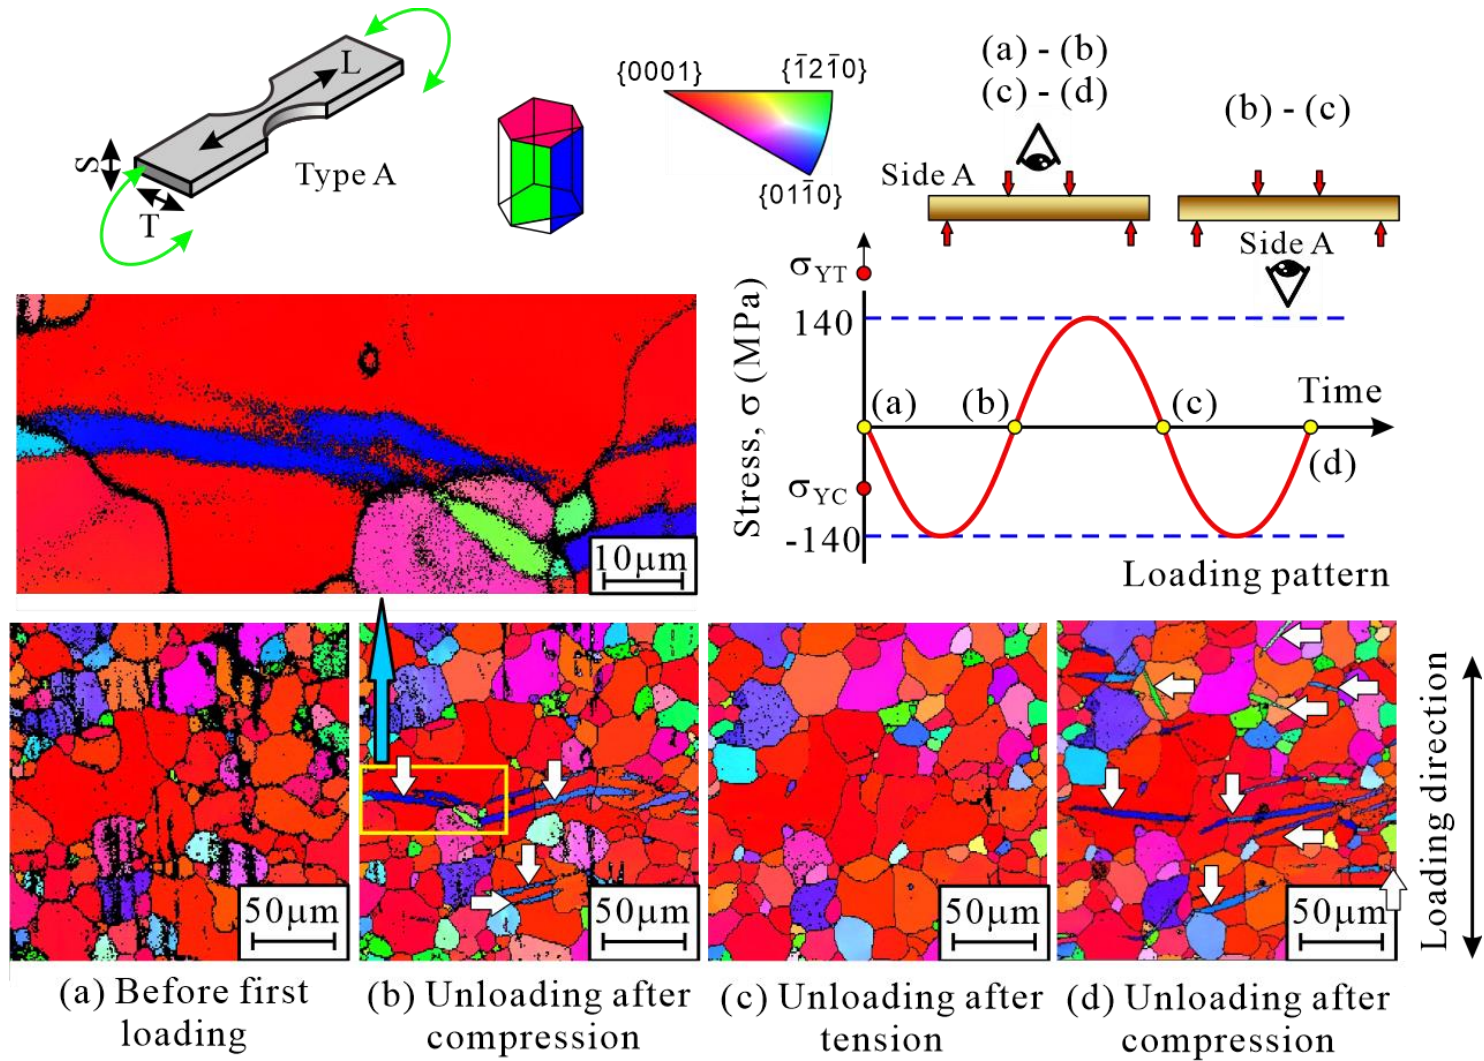 L
S
T
Type A
{0001}
{1̄21̄0}
{011̄0}
(a) - (b)
(c) - (d)
(b) - (c)
Side A
Side A
Stress, σ (MPa)
σYT
140
σYC
-140
(a)
(b)
(c)
(d)
Time
Loading pattern
10μm
50μm
50μm
50μm
50μm
Loading direction
(a) Before first
loading
(b) Unloading after
compression
(c) Unloading after
tension
(d) Unloading after
compression